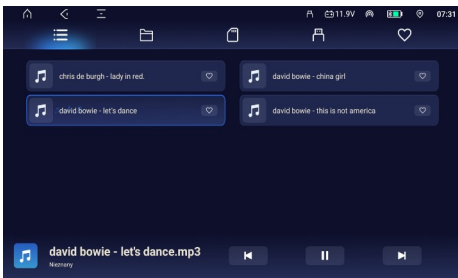 11.9V 07:31
chris de burgh - lady in red.
david bowie - china girl
david bowie - let's dance
david bowie - this is not america
david bowie - let's dance.mp3
Nieznany